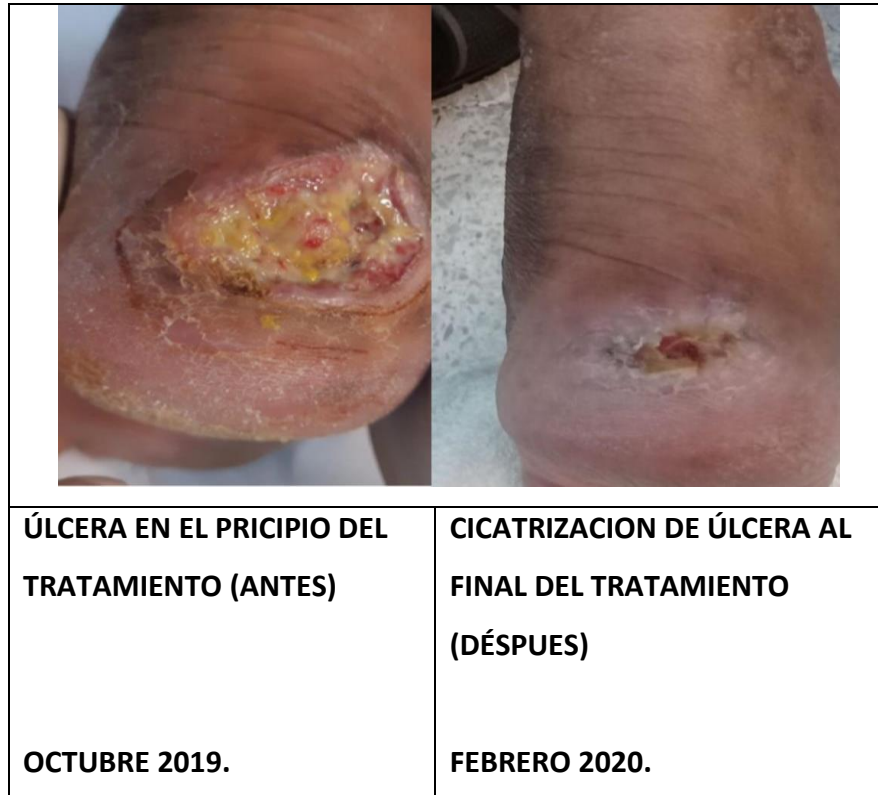 ÚLCERA EN EL PRICIPIO DEL
TRATAMIENTO (ANTES)
OCTUBRE 2019.
CICATRIZACION DE ÚLCERA AL
FINAL DEL TRATAMIENTO
(DÉSPUES)
FEBRERO 2020.